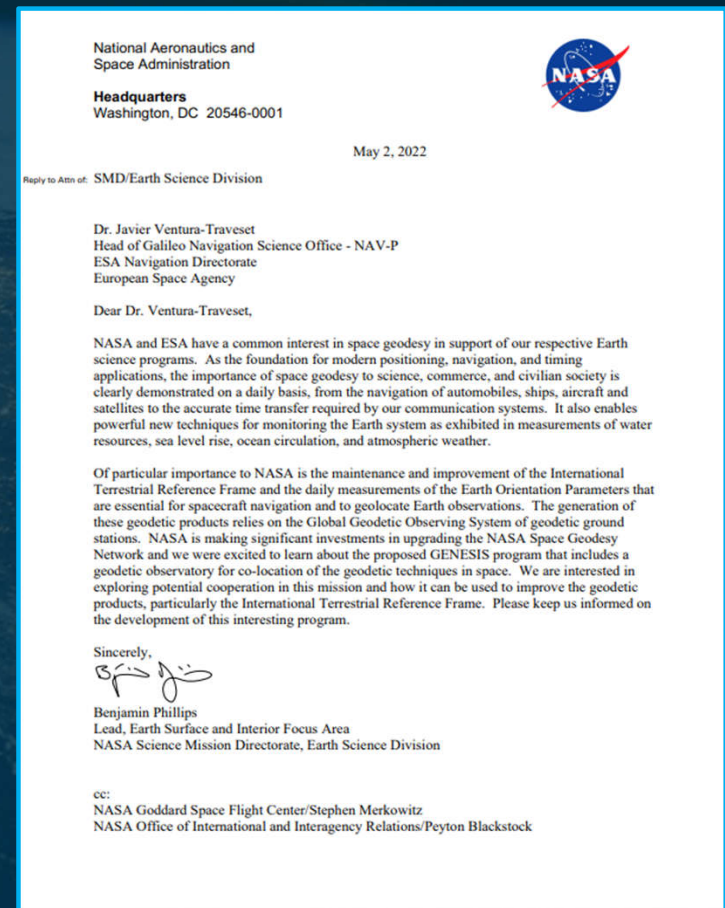 National Aeronautics and
Space Administration
NASA
Headquarters
Washington, DC 20546-0001
May 2, 2022
Reply to Attn of: SMD/Earth Science Division
Dr. Javier Ventura-Traveset
Head of Galileo Navigation Science Office - NAV-P
ESA Navigation Directorate
European Space Agency
Dear Dr. Ventura-Traveset,
NASA and ESA have a common interest in space geodesy in support of our respective Earth
science programs. As the foundation for modern positioning, navigation, and timing
applications, the importance of space geodesy to science, commerce, and civilian society is
clearly demonstrated on a daily basis, from the navigation of automobiles, ships, aircraft and
satellites to the accurate time transfer required by our communication systems. It also enables
powerful new techniques for monitoring the Earth system as exhibited in measurements of water
resources, sea level rise, ocean circulation, and atmospheric weather.
Of particular importance to NASA is the maintenance and improvement of the International
Terrestrial Reference Frame and the daily measurements of the Earth Orientation Parameters that
are essential for spacecraft navigation and to geolocate Earth observations. The generation of
these geodetic products relies on the Global Geodetic Observing System of geodetic ground
stations. NASA is making significant investments in upgrading the NASA Space Geodesy
Network and we were excited to learn about the proposed GENESIS program that includes a
geodetic observatory for co-location of the geodetic techniques in space. We are interested in
exploring potential cooperation in this mission and how it can be used to improve the geodetic
products, particularly the International Terrestrial Reference Frame. Please keep us informed on
the development of this interesting program.
Sincerely,
Benjamin Phillips
Lead, Earth Surface and Interior Focus Area
NASA Science Mission Directorate, Earth Science Division
cc:
NASA Goddard Space Flight Center/Stephen Merkowitz
NASA Office of International and Interagency Relations/Peyton Blackstock